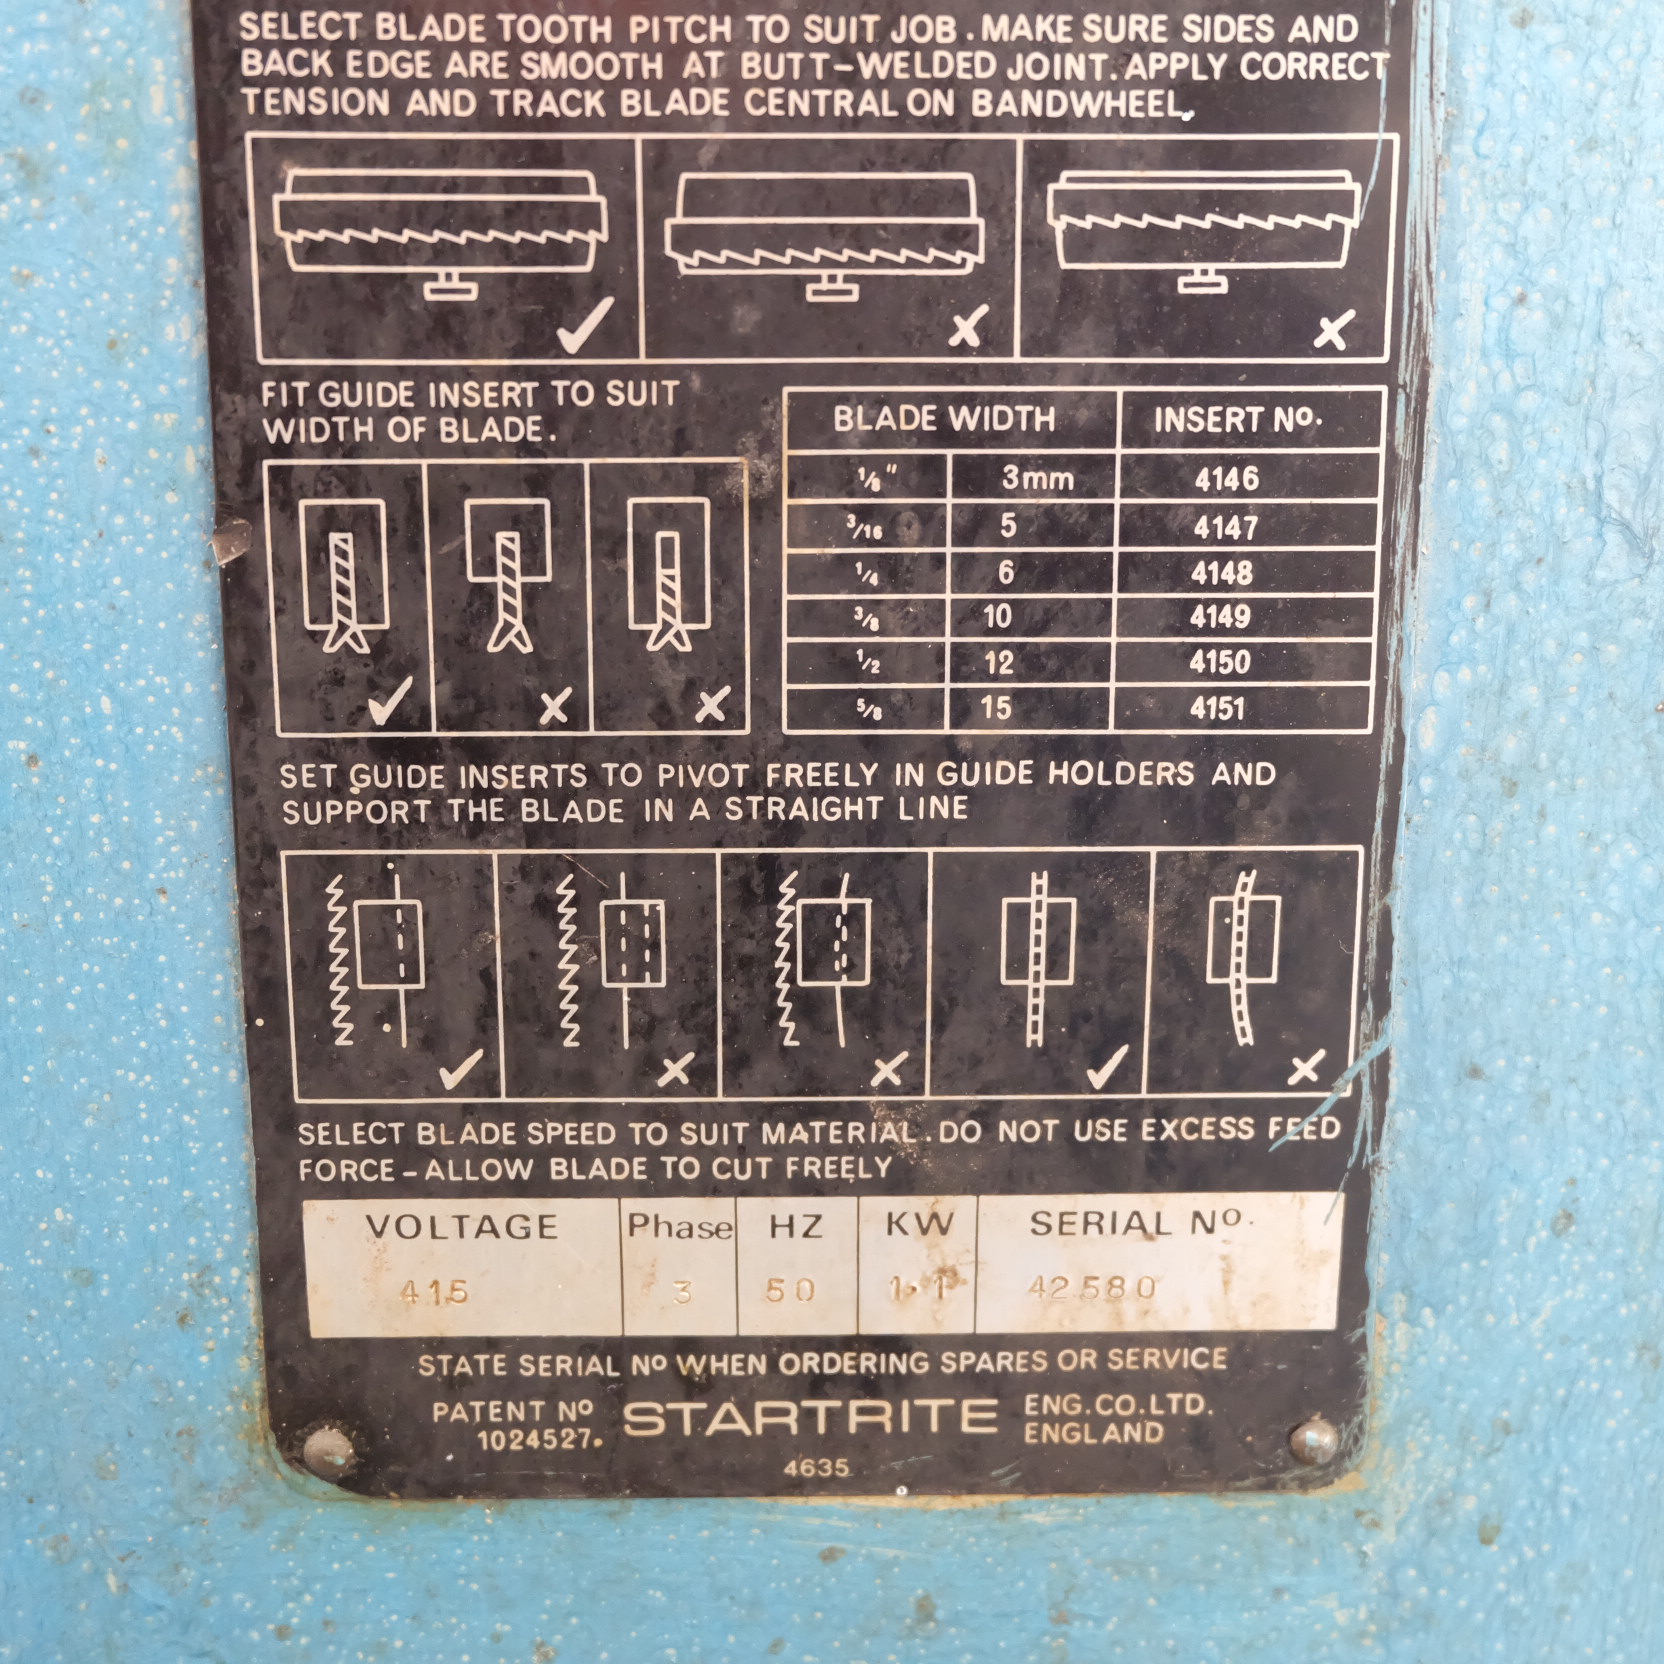 SELECT BLADE TOOTH PITCH TO SUIT JOB. MAKE SURE SIDES AND
BACK EDGE ARE SMOOTH AT BUTT-WELDED JOINT. APPLY CORRECT
TENSION AND TRACK BLADE CENTRAL ON BANDWHEEL.
FIT GUIDE INSERT TO SUIT
WIDTH OF BLADE.
BLADE WIDTH INSERT No.
1/8" 3mm 4146
3/16 5 4147
1/4 6 4148
3/8 10 4149
1/2 12 4150
5/8 15 4151
SET GUIDE INSERTS TO PIVOT FREELY IN GUIDE HOLDERS AND
SUPPORT THE BLADE IN A STRAIGHT LINE
SELECT BLADE SPEED TO SUIT MATERIAL. DO NOT USE EXCESS FEED
FORCE - ALLOW BLADE TO CUT FREELY
VOLTAGE Phase HZ KW SERIAL No.
415 3 50 1.1 42580
STATE SERIAL No WHEN ORDERING SPARES OR SERVICE
PATENT No 1024527. STARTRITE ENG. CO. LTD. ENGLAND
4635